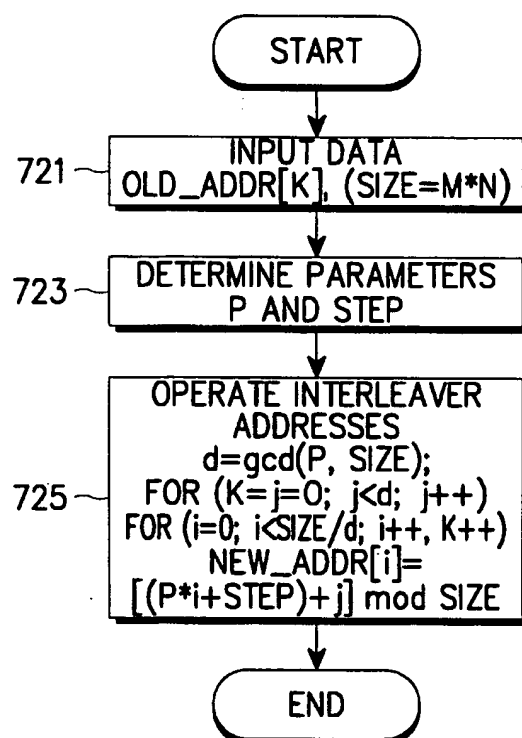 START
INPUT DATA
721
OLD_ADDR[K], (SIZE=M*N)
723
DETERMINE PARAMETERS
P AND STEP
OPERATE INTERLEAVER
ADDRESSES
d=gcd(P, SIZE);
725
FOR (K=j=0; j<d; j++)
FOR (i=0; i<SIZE/d; i++, K++)
NEW_ADDR[i]=
[(P*i+STEP)+j] mod SIZE
END